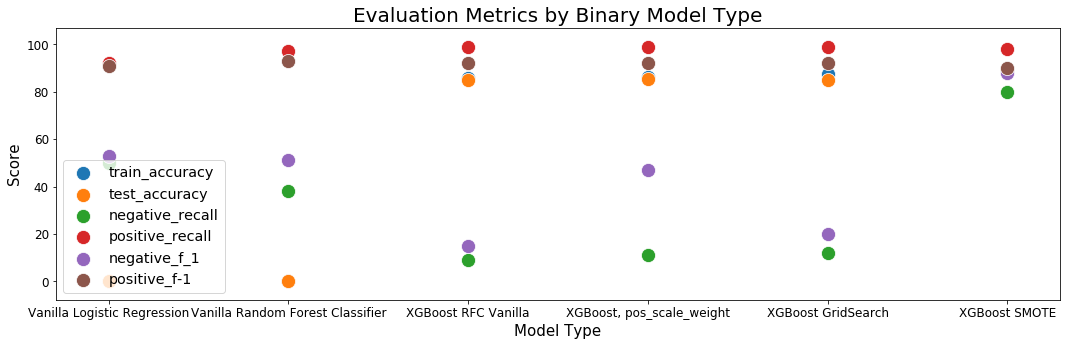 Evaluation Metrics by Binary Model Type
Score
100
80
60
40
20
0
train_accuracy
test_accuracy
negative_recall
positive_recall
negative_f_1
positive_f-1
Vanilla Logistic Regression Vanilla Random Forest Classifier XGBoost RFC Vanilla XGBoost, pos_scale_weight XGBoost GridSearch XGBoost SMOTE
Model Type